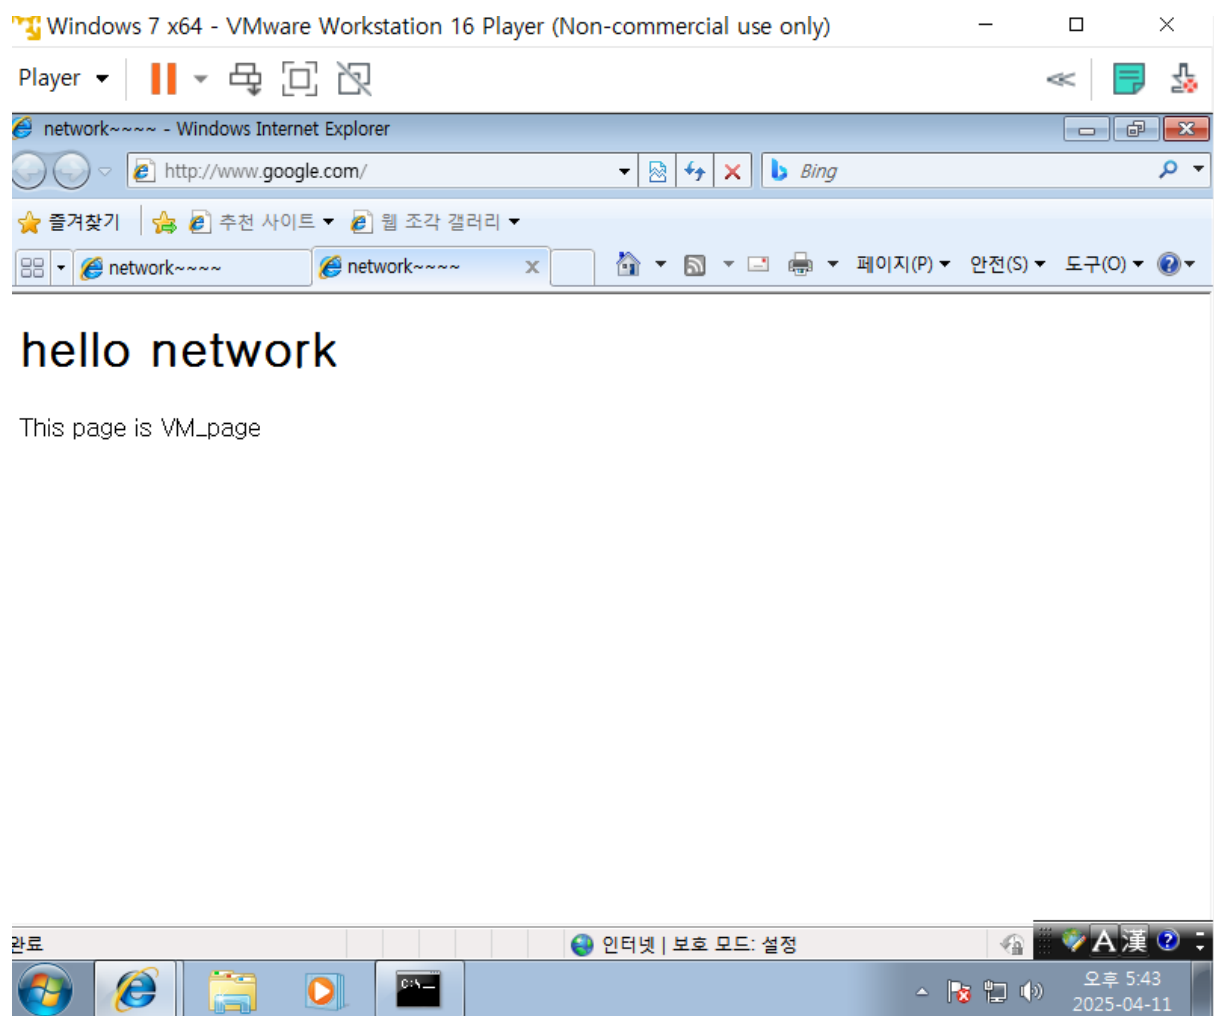 Windows 7 x64 - VMware Workstation 16 Player (Non-commercial use only)
Player
network~~~~ - Windows Internet Explorer
http://www.google.com/
Bing
즐겨찾기 추천 사이트 웹 조각 갤러리
network~~~~ network~~~~ x 페이지(P) 안전(S) 도구(O)
hello network
This page is VM_page
완료 인터넷 | 보호 모드: 설정 A 漢
C:\_ 오후 5:43
2025-04-11